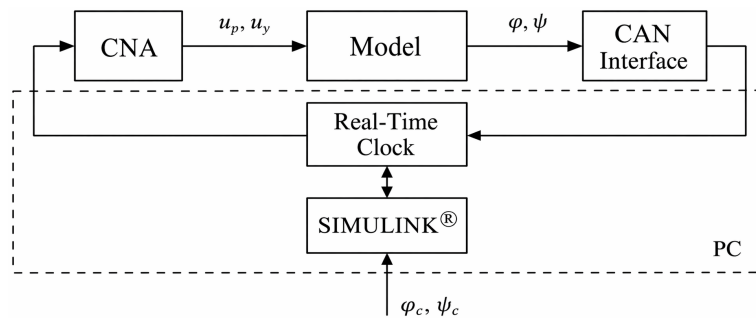 u_p, u_y
φ, ψ
CNA
Model
CAN
Interface
Real-Time
Clock
SIMULINK®
PC
φ_c, ψ_c